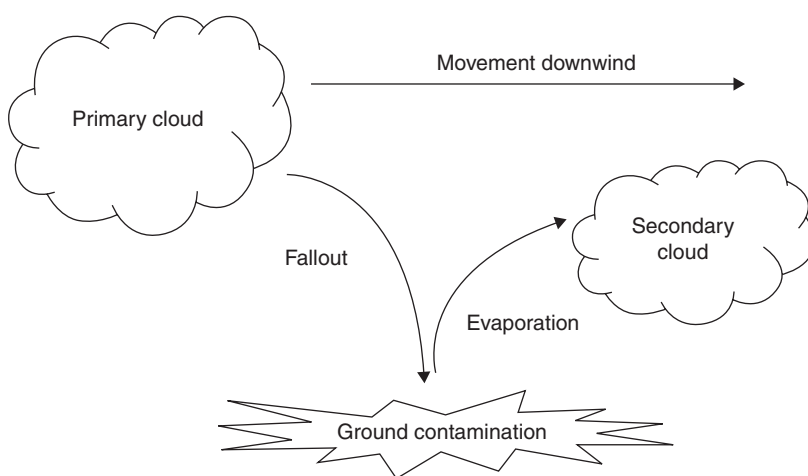 Movement downwind
Primary cloud
Secondary
cloud
Fallout
Evaporation
Ground contamination